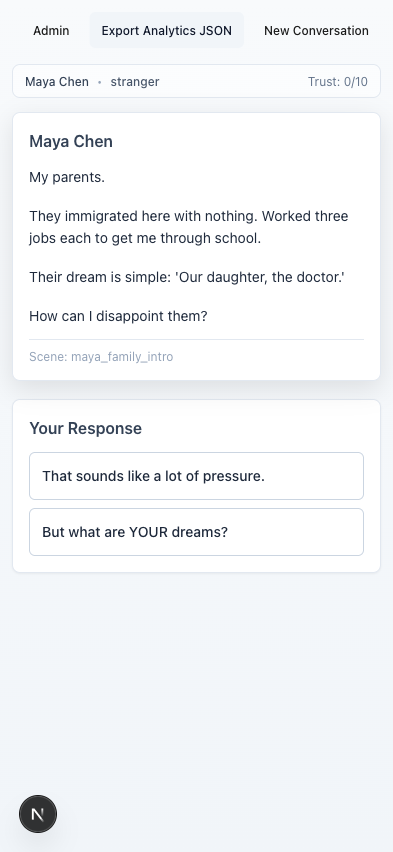 Admin
Export Analytics JSON
New Conversation
Maya Chen • stranger
Trust: 0/10
Maya Chen
My parents.
They immigrated here with nothing. Worked three
jobs each to get me through school.
Their dream is simple: 'Our daughter, the doctor.'
How can I disappoint them?
Scene: maya_family_intro
Your Response
That sounds like a lot of pressure.
But what are YOUR dreams?
N